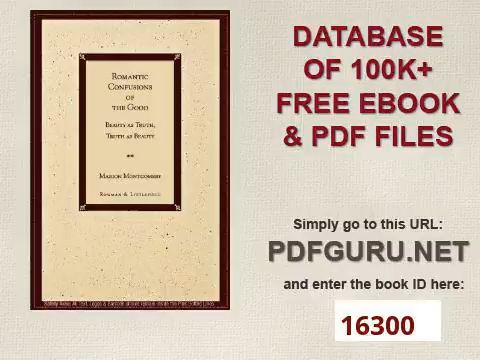 ROMANTIC
CONFUSIONS
OF
THE GOOD
BEAUTY AS TRUTH,
TRUTH AS BEAUTY
MARION MONTGOMERY
ROWMAN & LITTLEFIELD
DATABASE
OF 100K+
FREE EBOOK
& PDF FILES
Simply go to this URL:
PDFGURU.NET
and enter the book ID here:
16300